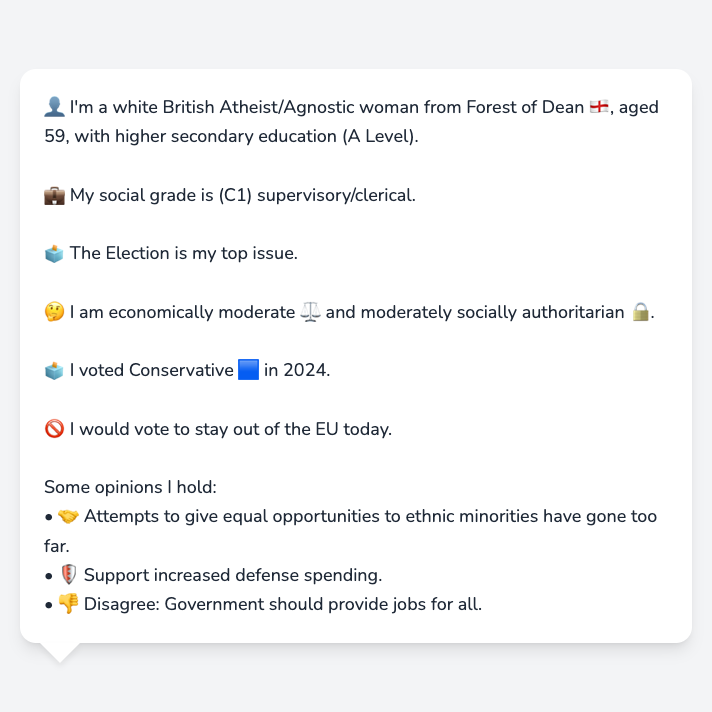 👤 I'm a white British Atheist/Agnostic woman from Forest of Dean 🏴󠁧󠁢󠁥󠁮󠁧󠁿, aged
59, with higher secondary education (A Level).
💼 My social grade is (C1) supervisory/clerical.
🗳️ The Election is my top issue.
🤔 I am economically moderate ⚖️ and moderately socially authoritarian 🔒.
🗳️ I voted Conservative 🟦 in 2024.
🚫 I would vote to stay out of the EU today.
Some opinions I hold:
• 🤝 Attempts to give equal opportunities to ethnic minorities have gone too
far.
• 🛡️ Support increased defense spending.
• 👎 Disagree: Government should provide jobs for all.